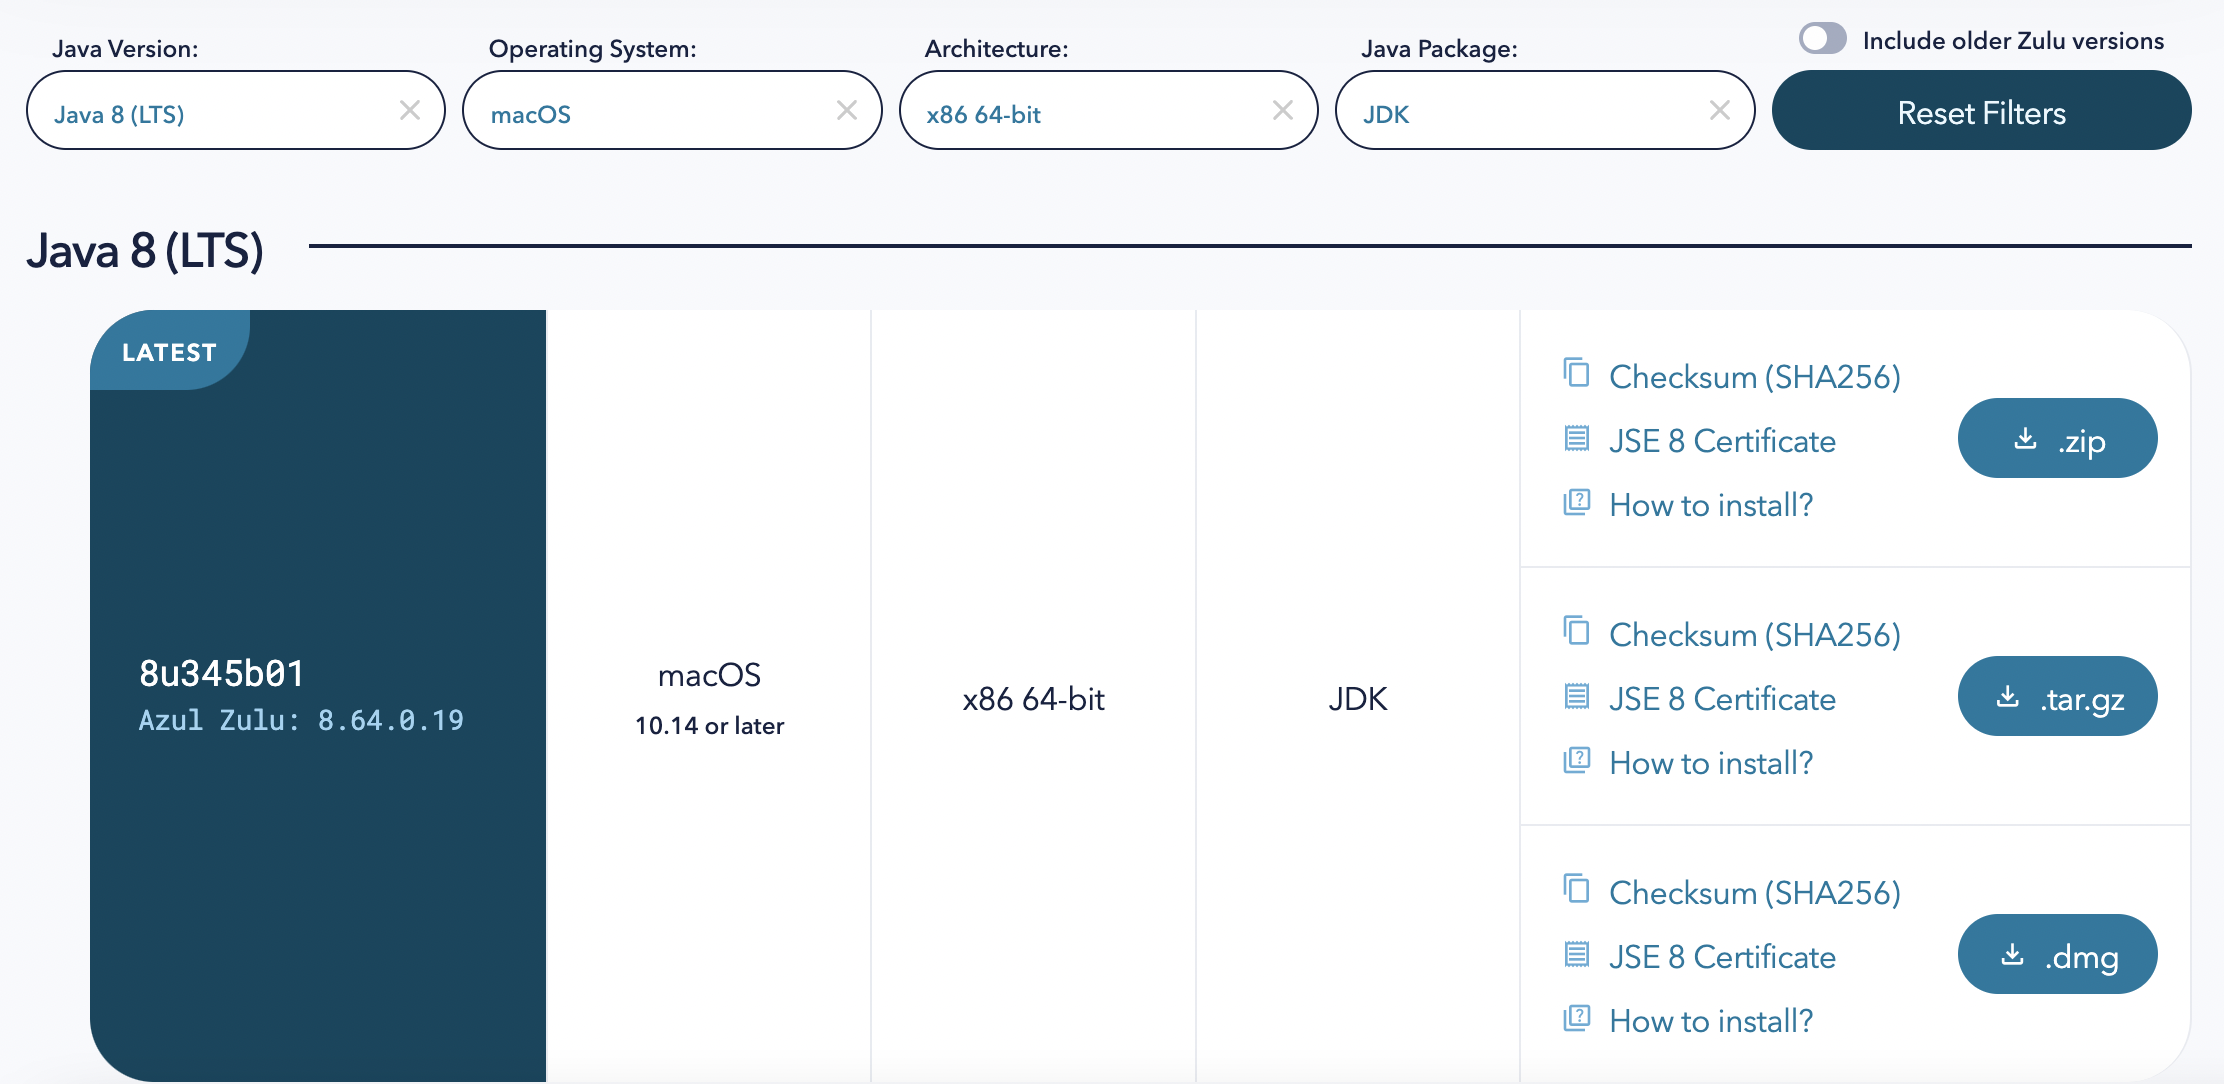 Java Version:
Operating System:
Architecture:
Java Package:
Include older Zulu versions
Java 8 (LTS)
macOS
x86 64-bit
JDK
Reset Filters
Java 8 (LTS)
LATEST
8u345b01
Azul Zulu: 8.64.0.19
macOS
10.14 or later
x86 64-bit
JDK
Checksum (SHA256)
JSE 8 Certificate
How to install?
.zip
Checksum (SHA256)
JSE 8 Certificate
How to install?
.tar.gz
Checksum (SHA256)
JSE 8 Certificate
How to install?
.dmg